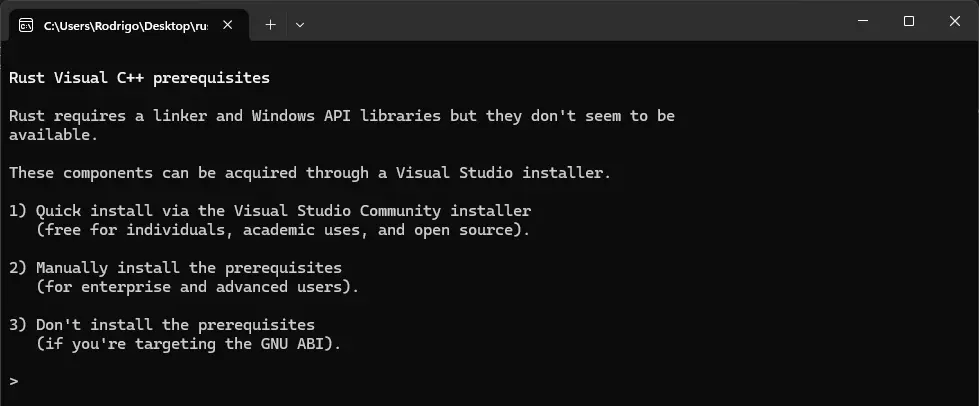 C:\Users\Rodrigo\Desktop\ru
Rust Visual C++ prerequisites
Rust requires a linker and Windows API libraries but they don't seem to be
available.
These components can be acquired through a Visual Studio installer.
1) Quick install via the Visual Studio Community installer
(free for individuals, academic uses, and open source).
2) Manually install the prerequisites
(for enterprise and advanced users).
3) Don't install the prerequisites
(if you're targeting the GNU ABI).
>